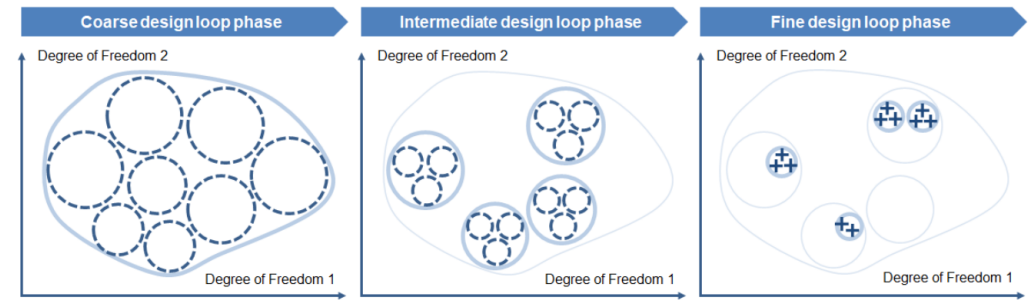 Coarse design loop phase
Intermediate design loop phase
Fine design loop phase
Degree of Freedom 2
Degree of Freedom 1
Degree of Freedom 2
Degree of Freedom 1
Degree of Freedom 2
Degree of Freedom 1